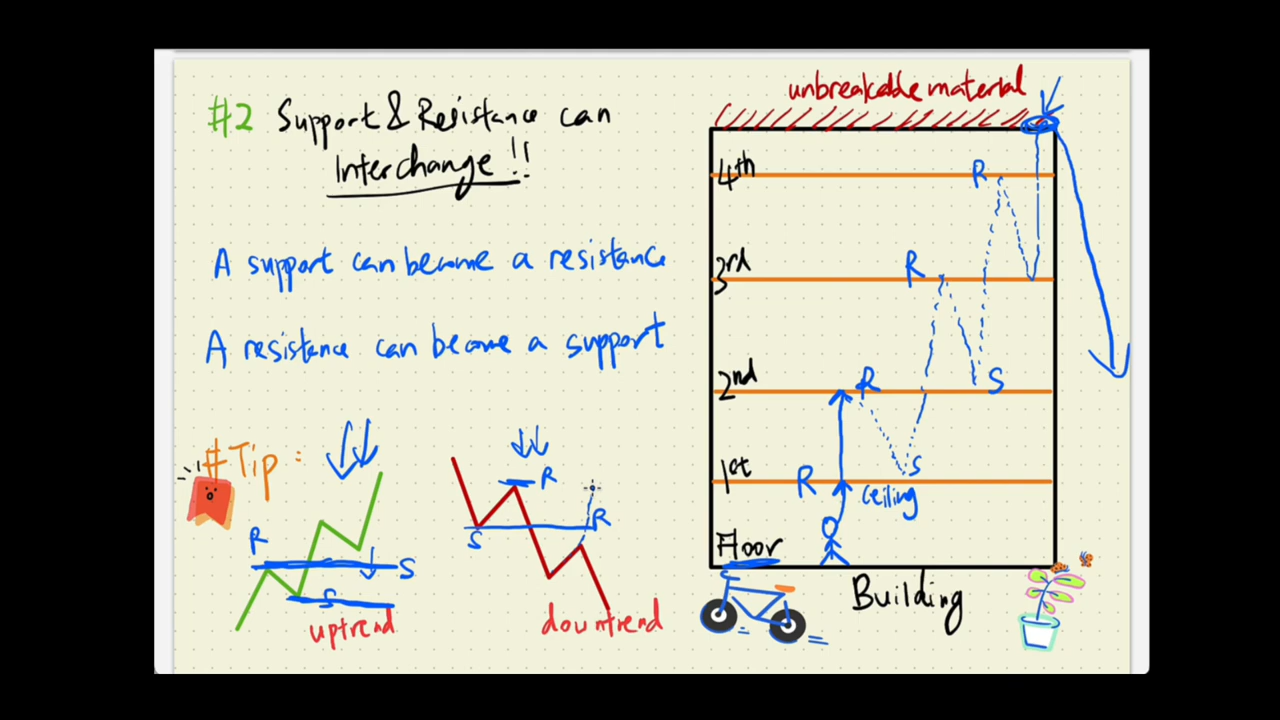 #2 Support & Resistance can
Interchange!!
A support can become a resistance
A resistance can become a support
#Tip:
R
S
S
uptrend
R
S
R
downtrend
unbreakable material
4th
R
3rd
R
2nd
R
S
1st
R
S
ceiling
Floor
Building